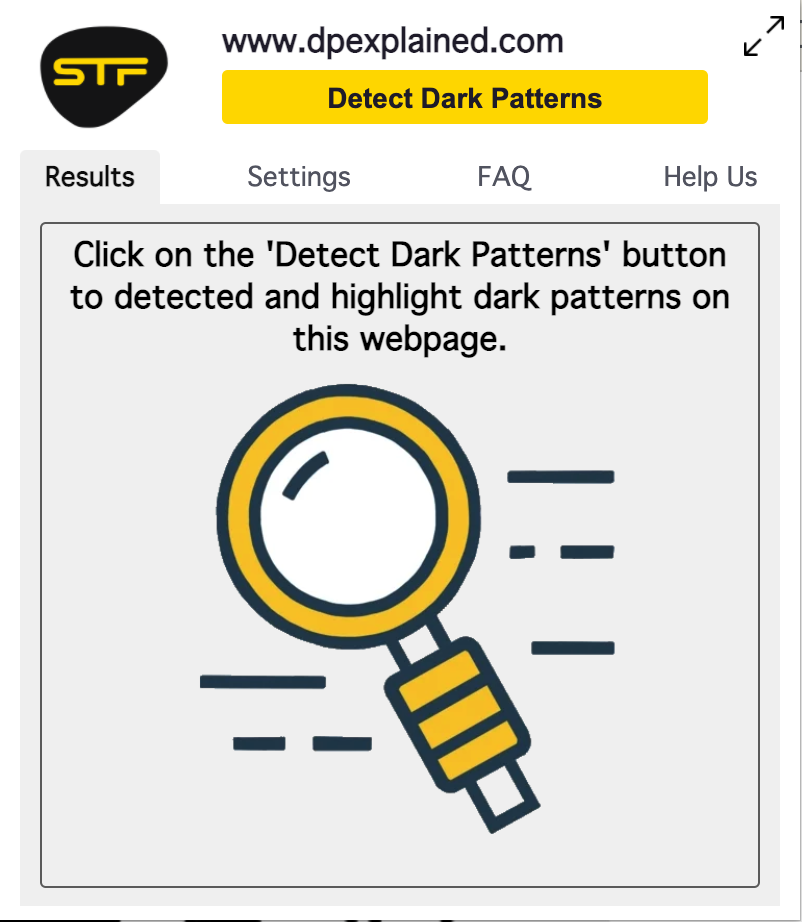 STF
www.dpexplained.com
Detect Dark Patterns
Results
Settings
FAQ
Help Us
Click on the 'Detect Dark Patterns' button
to detected and highlight dark patterns on
this webpage.